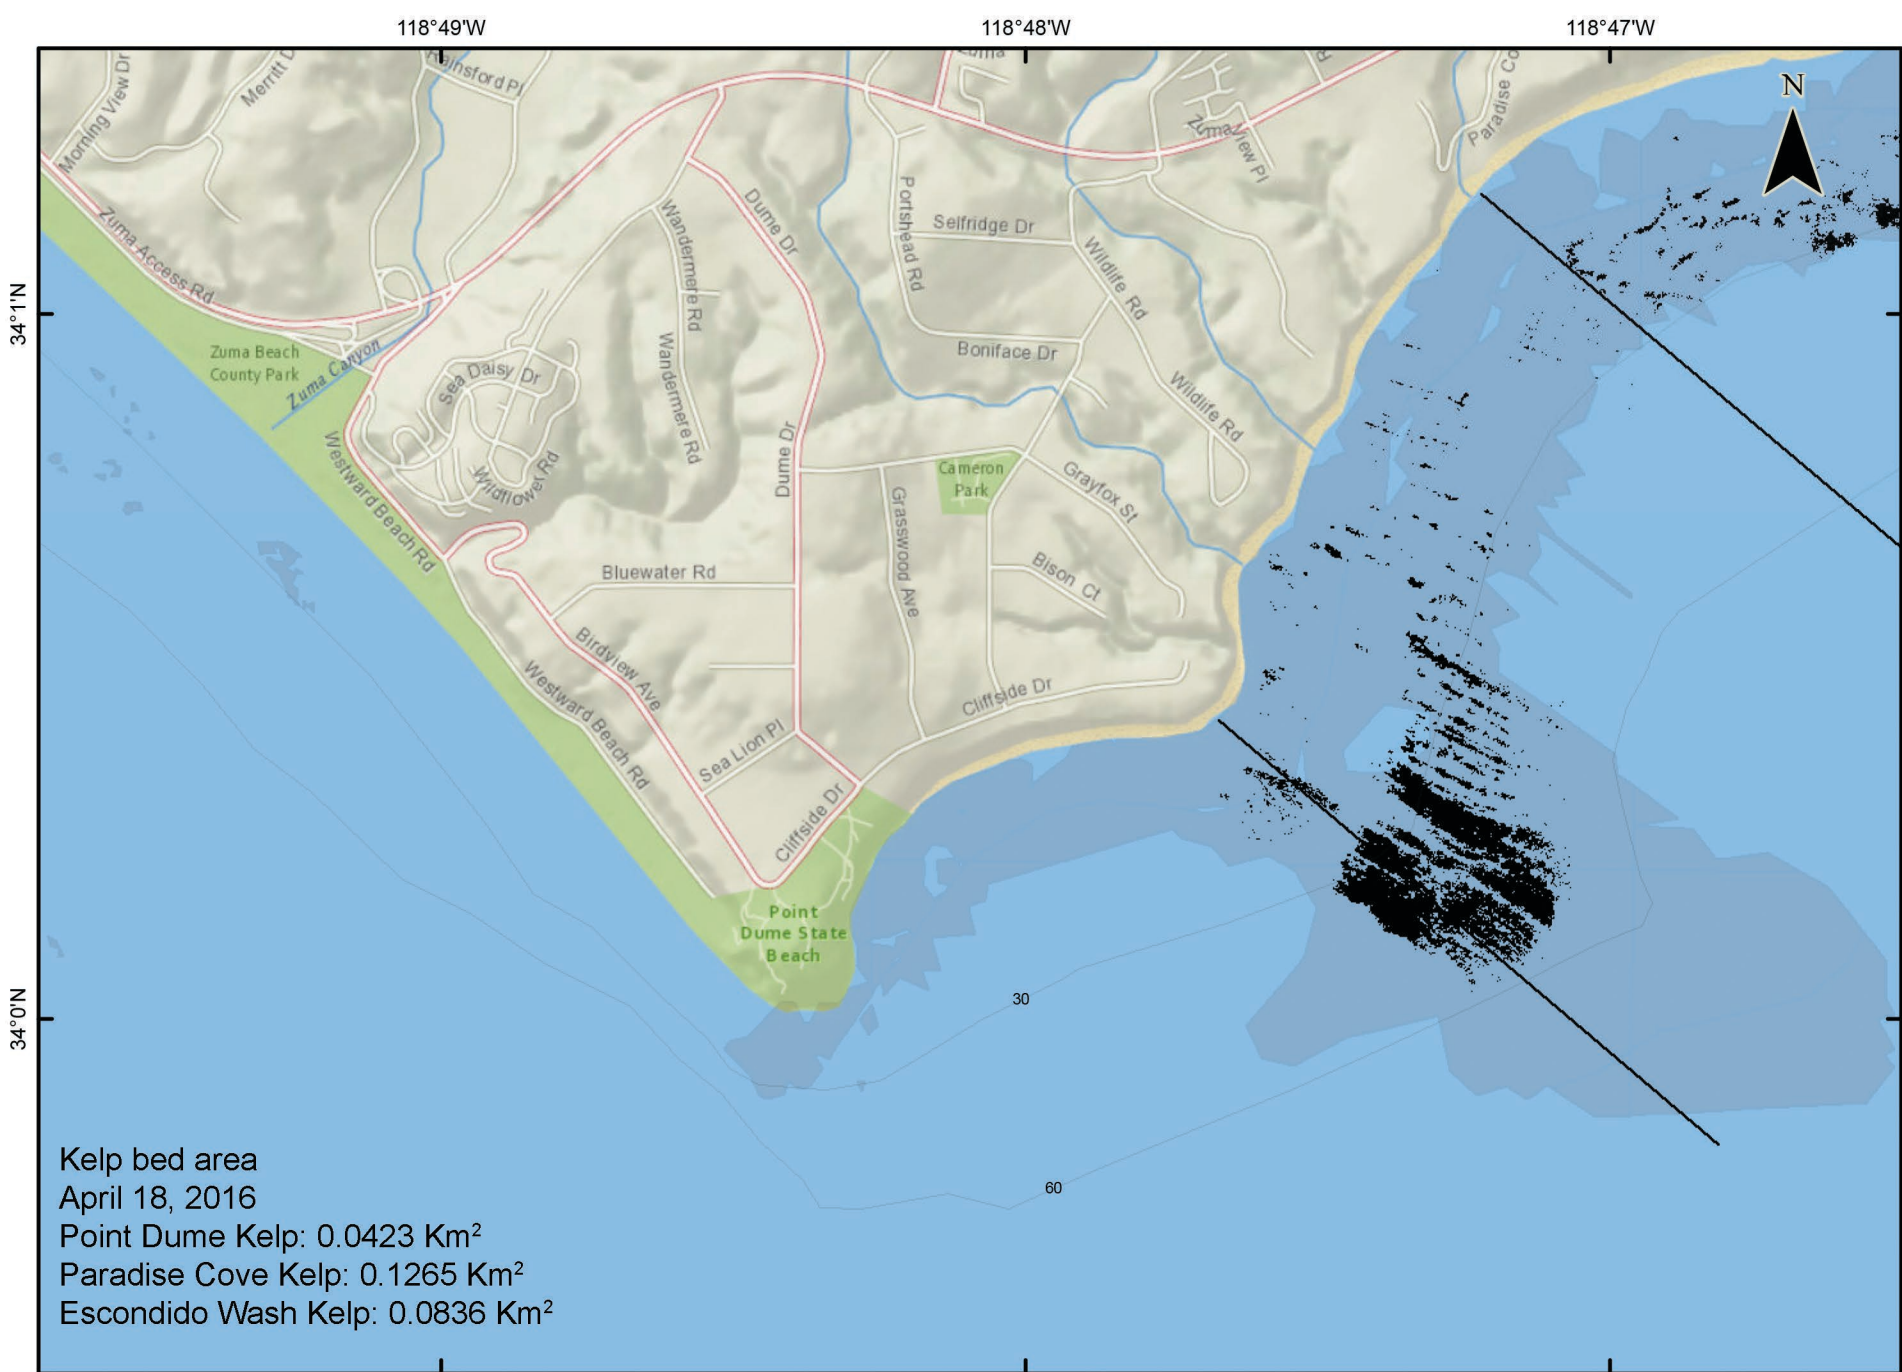 118°49'W
118°48'W
118°47'W
34°1'N
34°0'N
N
Morning View Dr
Merritt D
Rainsford Pl
Zuma
Zuma View Pl
Paradise Co
Zuma Access Rd
Wandermere Rd
Dume Dr
Portshead Rd
Selfridge Dr
Wildlife Rd
Zuma Beach
County Park
Zuma Canyon
Sea Daisy Dr
Wandermere Rd
Boniface Dr
Wildlife Rd
Westward Beach Rd
Wildflower Rd
Dume Dr
Cameron
Park
Grayfox St
Grasswood Ave
Bluewater Rd
Bison Ct
Birdview Ave
Westward Beach Rd
Cliffside Dr
Sea Lion Pl
Cliffside Dr
Point
Dume State
Beach
30
60
Kelp bed area
April 18, 2016
Point Dume Kelp: 0.0423 Km²
Paradise Cove Kelp: 0.1265 Km²
Escondido Wash Kelp: 0.0836 Km²